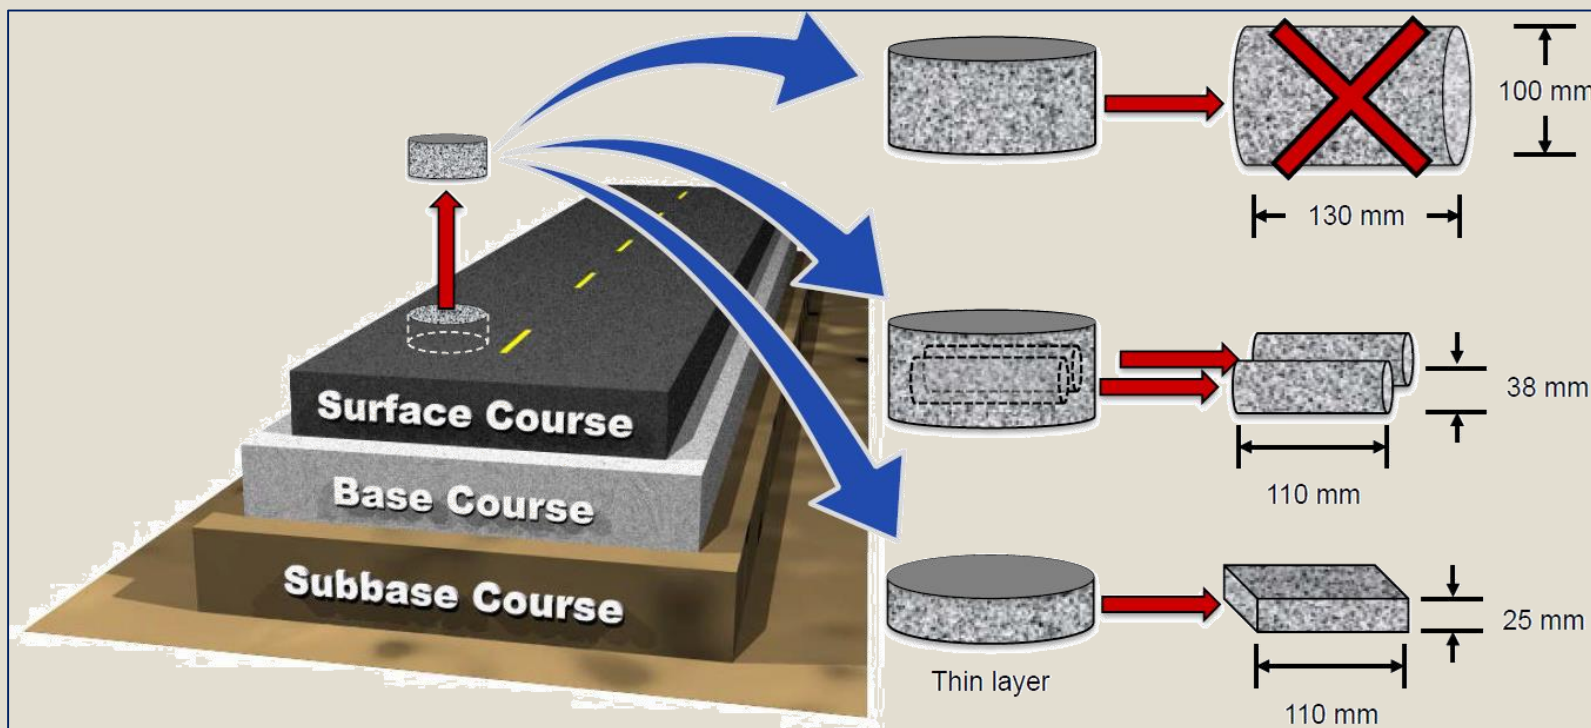 100 mm
130 mm
Surface Course
38 mm
Base Course
110 mm
Subbase Course
25 mm
Thin layer
110 mm